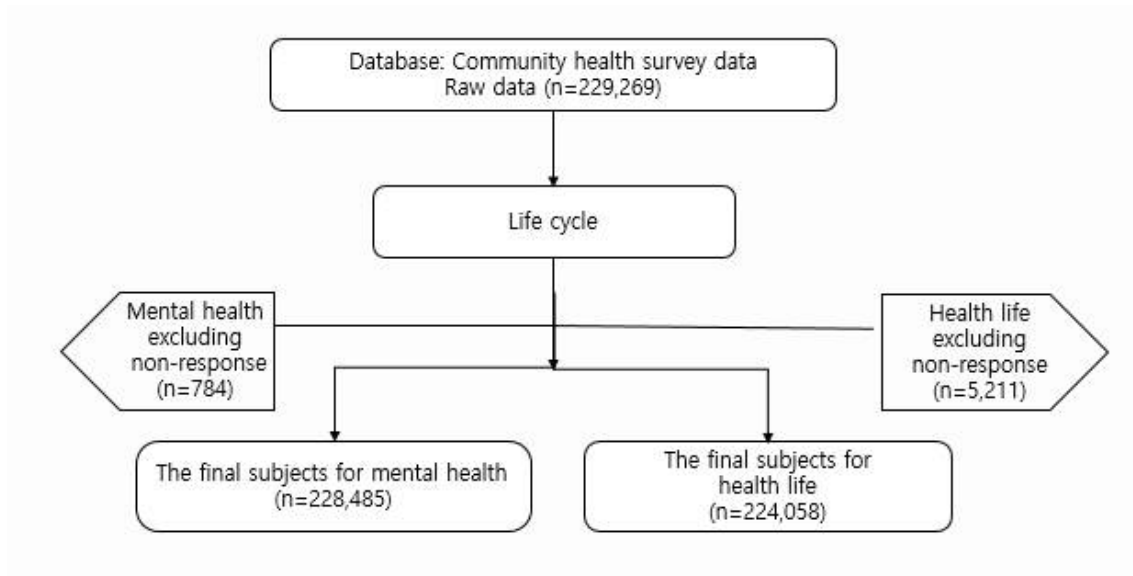 Database: Community health survey data
Raw data (n=229,269)
Life cycle
Mental health
excluding
non-response
(n=784)
Health life
excluding
non-response
(n=5,211)
The final subjects for mental health
(n=228,485)
The final subjects for
health life
(n=224,058)